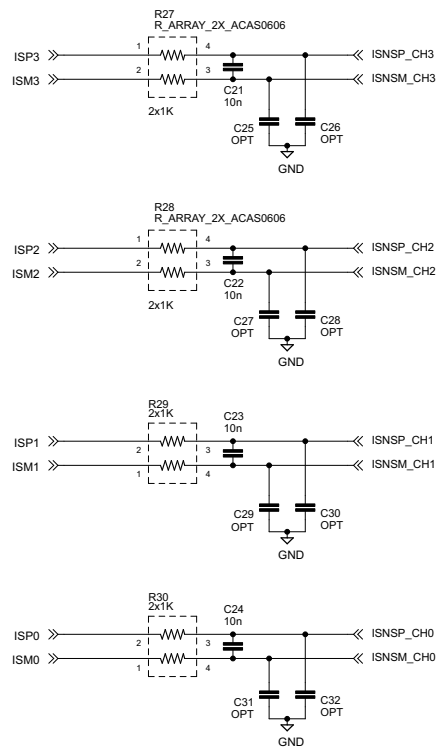 R27
R_ARRAY_2X_ACAS0606
ISP3
1
4
ISNSP_CH3
ISM3
2
3
ISNSM_CH3
C21
10n
2x1K
C25
OPT
C26
OPT
GND
R28
R_ARRAY_2X_ACAS0606
ISP2
1
4
ISNSP_CH2
ISM2
2
3
ISNSM_CH2
C22
10n
2x1K
C27
OPT
C28
OPT
GND
R29
2x1K
C23
10n
ISP1
2
3
ISNSP_CH1
ISM1
1
4
ISNSM_CH1
C29
OPT
C30
OPT
GND
R30
2x1K
C24
10n
ISP0
2
3
ISNSP_CH0
ISM0
1
4
ISNSM_CH0
C31
OPT
C32
OPT
GND